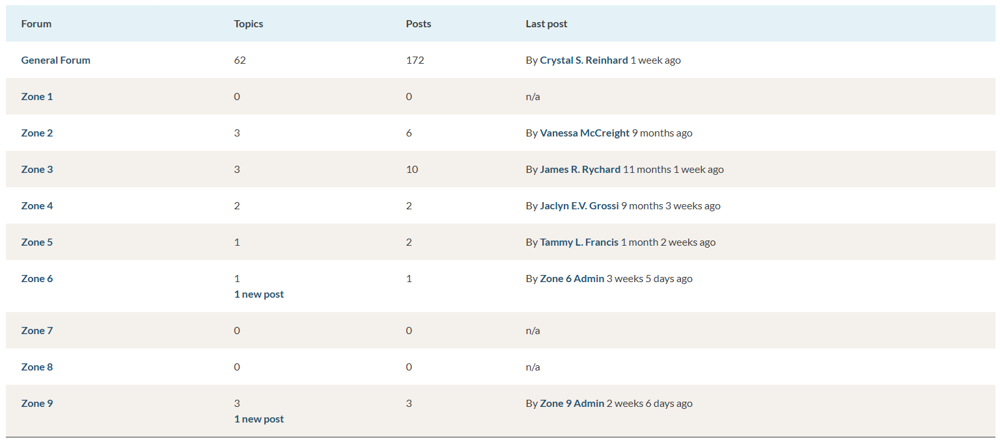 Forum Topics Posts Last post
General Forum 62 172 By Crystal S. Reinhard 1 week ago
Zone 1 0 0 n/a
Zone 2 3 6 By Vanessa McCreight 9 months ago
Zone 3 3 10 By James R. Rychard 11 months 1 week ago
Zone 4 2 2 By Jaclyn E.V. Grossi 9 months 3 weeks ago
Zone 5 1 2 By Tammy L. Francis 1 month 2 weeks ago
Zone 6 1 1 By Zone 6 Admin 3 weeks 5 days ago
1 new post
Zone 7 0 0 n/a
Zone 8 0 0 n/a
Zone 9 3 3 By Zone 9 Admin 2 weeks 6 days ago
1 new post